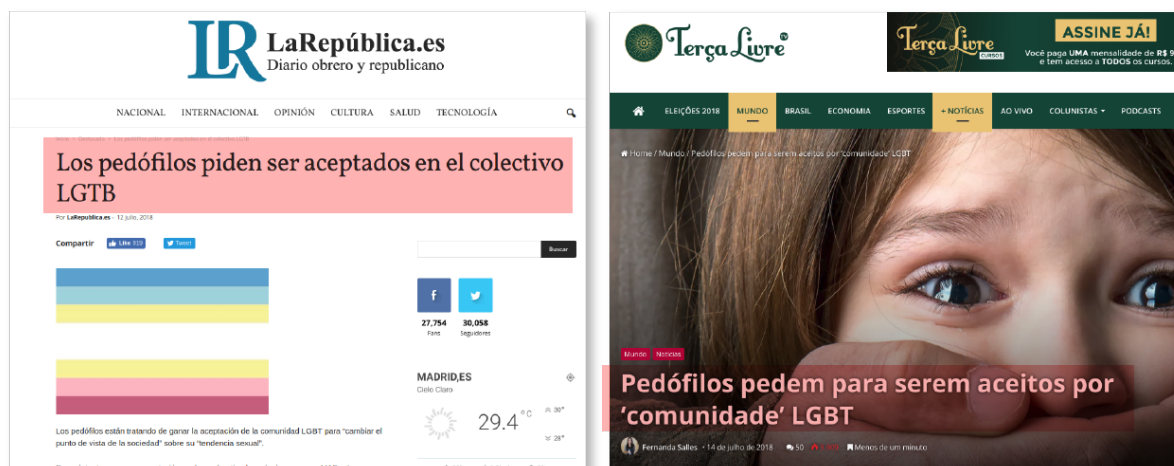 LR LaRepública.es
Diario obrero y republicano
NACIONAL INTERNACIONAL OPINIÓN CULTURA SALUD TECNOLOGÍA
Los pedófilos piden ser aceptados en el colectivo
LGTB
Por LaRepublica.es - 12 julio, 2018
Compartir Like 310 Tweet
Buscar
27,754 30,058
Fans Seguidores
MADRID,ES
Cielo Claro
29.4 °C
Los pedófilos están tratando de ganar la aceptación de la comunidad LGBT para "cambiar el
punto de vista de la sociedad" sobre su "tendencia sexual".
Terça Livre TV
Terça Livre CURSOS
ASSINE JÁ!
Você paga UMA mensalidade de R$ 9
e tem acesso a TODOS os cursos.
ELEIÇÕES 2018 MUNDO BRASIL ECONOMIA ESPORTES + NOTÍCIAS AO VIVO COLUNISTAS PODCASTS
Home / Mundo / Pedófilos pedem para serem aceitos por 'comunidade' LGBT
Mundo Notícias
Pedófilos pedem para serem aceitos por
'comunidade' LGBT
Fernanda Salles - 14 de julho de 2018 50 Menos de um minuto